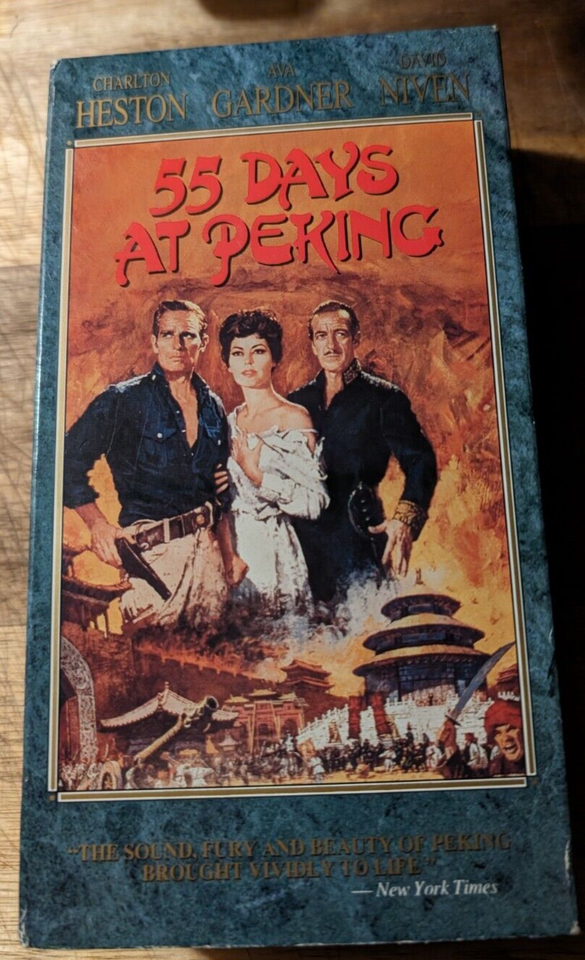 CHARLTON HESTON
AVA GARDNER
DAVID NIVEN
55 DAYS
AT PEKING
"THE SOUND, FURY AND BEAUTY OF PEKING
BROUGHT VIVIDLY TO LIFE"
— New York Times